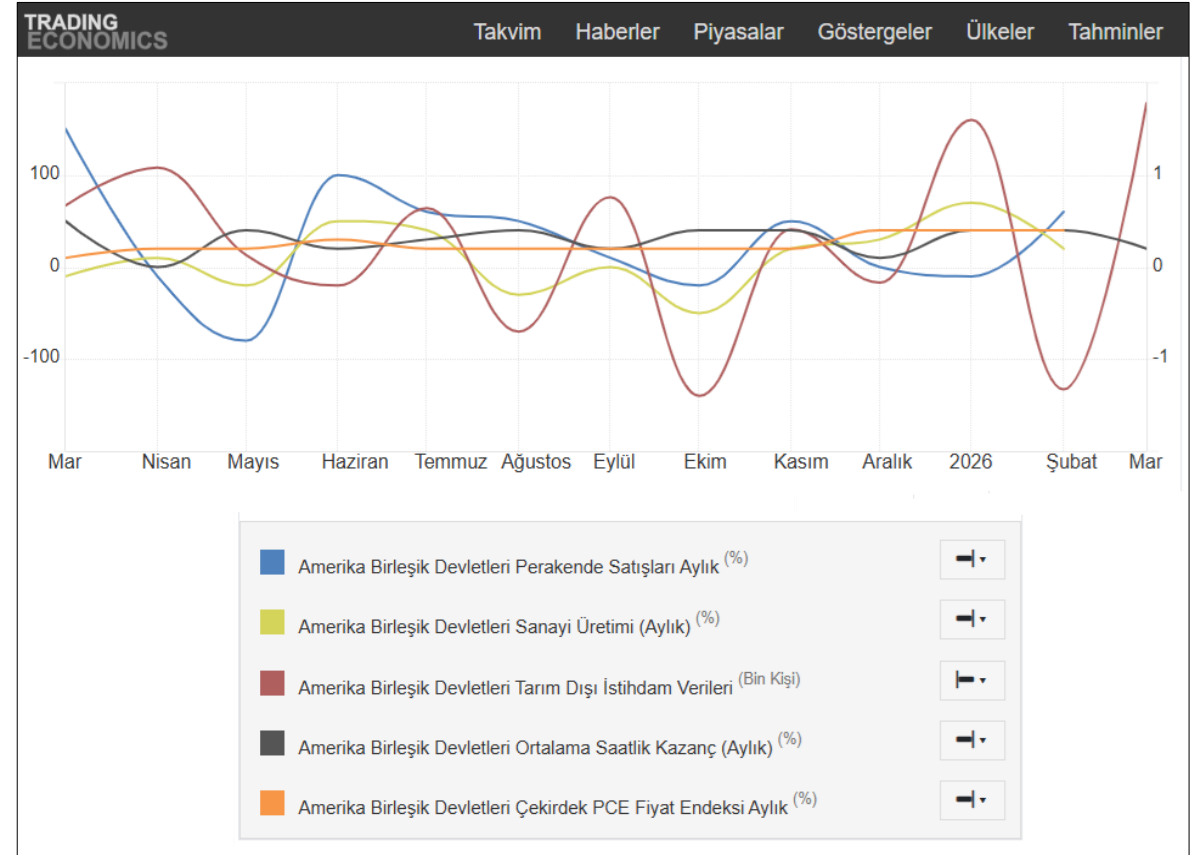 TRADING
ECONOMICS
Takvim Haberler Piyasalar Göstergeler Ülkeler Tahminler
100 1
0 0
-100 -1
Mar Nisan Mayıs Haziran Temmuz Ağustos Eylül Ekim Kasım Aralık 2026 Şubat Mar
Amerika Birleşik Devletleri Perakende Satışları Aylık (%)
Amerika Birleşik Devletleri Sanayi Üretimi (Aylık) (%)
Amerika Birleşik Devletleri Tarım Dışı İstihdam Verileri (Bin Kişi)
Amerika Birleşik Devletleri Ortalama Saatlik Kazanç (Aylık) (%)
Amerika Birleşik Devletleri Çekirdek PCE Fiyat Endeksi Aylık (%)